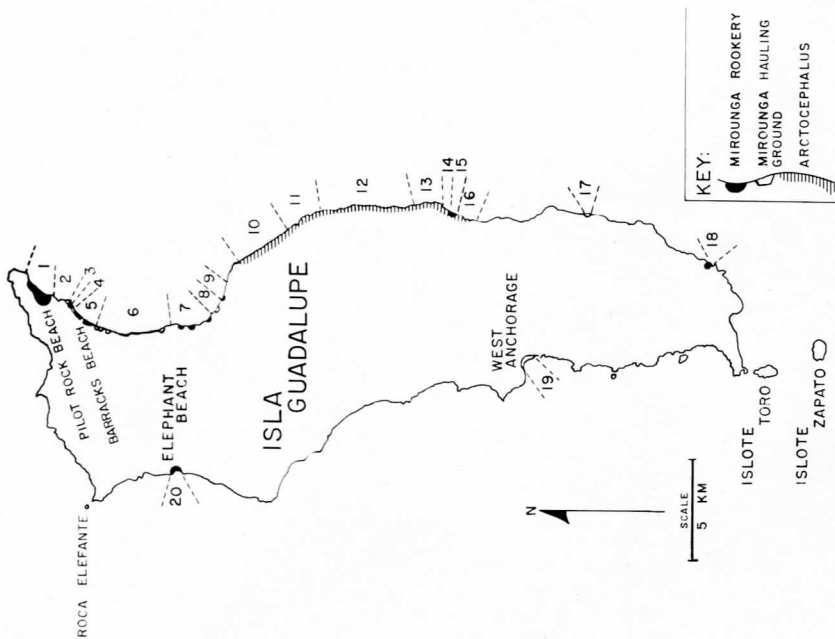 ROCA ELEFANTE
PILOT ROCK BEACH
BARRACKS BEACH
ELEPHANT
BEACH
ISLA
GUADALUPE
WEST
ANCHORAGE
1
2
3
4
5
6
7
8
9
10
11
12
13
14
15
16
17
18
19
20
N
SCALE
5 KM
ISLOTE
TORO
ISLOTE
ZAPATO
KEY:
MIROUNGA ROOKERY
MIROUNGA HAULING
GROUND
ARCTOCEPHALUS